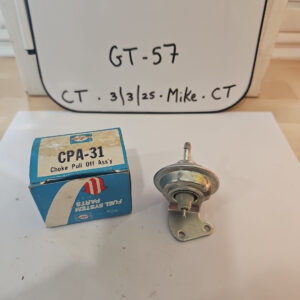 GT-57
CT. 3/3/25. Mike. CT
CPA-31
Choke Pull Off Ass'y
FUEL SYSTEM
PARTS